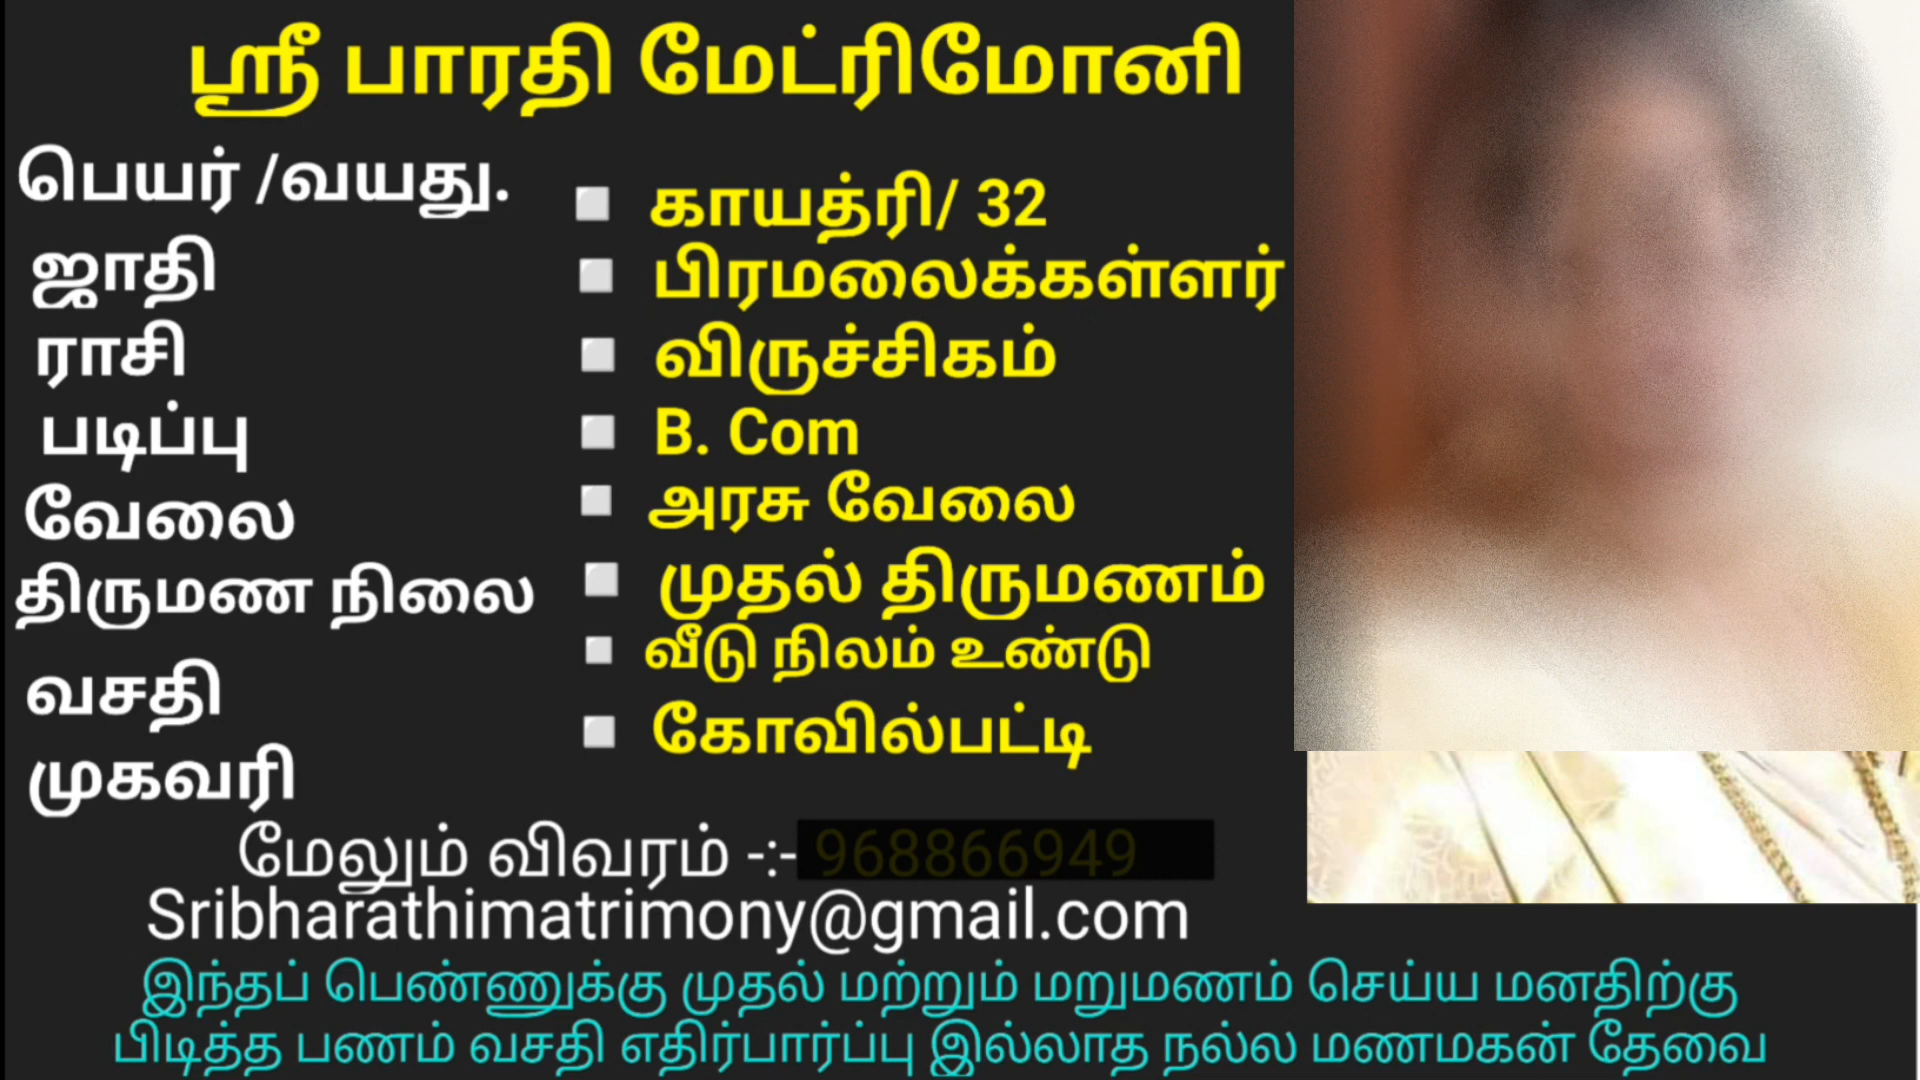 ஸ்ரீ பாரதி மேட்ரிமோனி
பெயர் /வயது. ▫ காயத்ரி/ 32
ஜாதி ▫ பிரமலைக்கள்ளர்
ராசி ▫ விருச்சிகம்
படிப்பு ▫ B. Com
வேலை ▫ அரசு வேலை
திருமண நிலை ▫ முதல் திருமணம்
வசதி ▫ வீடு நிலம் உண்டு
முகவரி ▫ கோவில்பட்டி
மேலும் விவரம் -:- 968866949
Sribharathimatrimony@gmail.com
இந்தப் பெண்ணுக்கு முதல் மற்றும் மறுமணம் செய்ய மனதிற்கு
பிடித்த பணம் வசதி எதிர்பார்ப்பு இல்லாத நல்ல மணமகன் தேவை